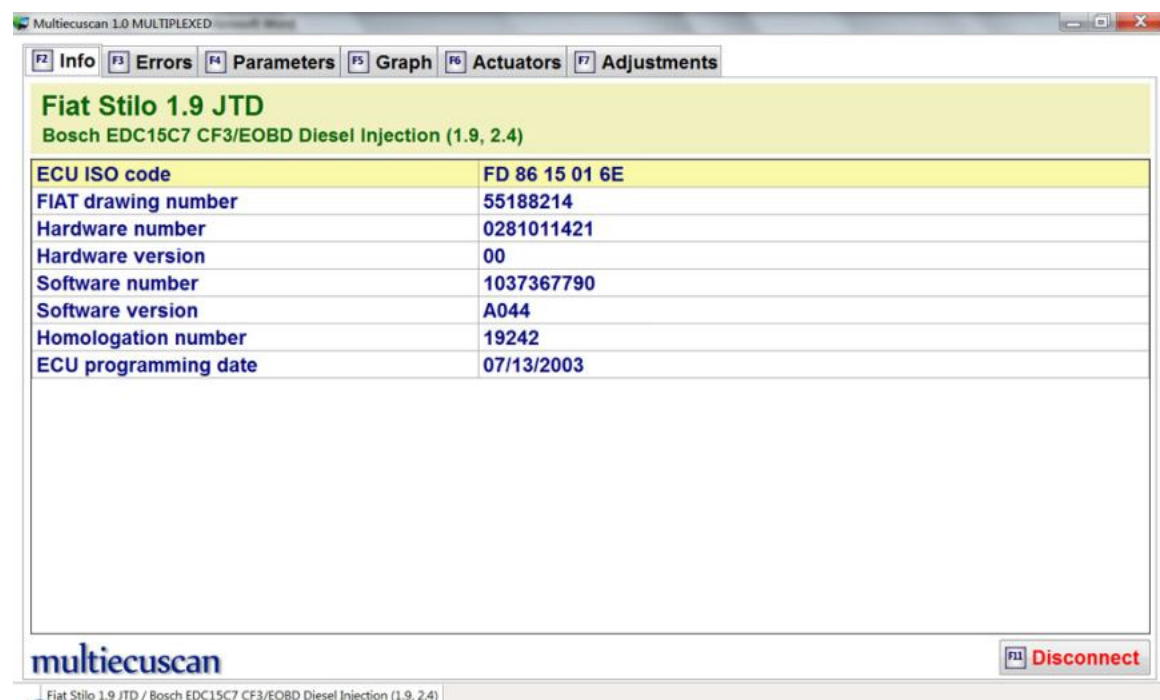 Multiecuscan 1.0 MULTIPLEXED
F2 Info F3 Errors F4 Parameters F5 Graph F6 Actuators F7 Adjustments
Fiat Stilo 1.9 JTD
Bosch EDC15C7 CF3/EOBD Diesel Injection (1.9, 2.4)
ECU ISO code FD 86 15 01 6E
FIAT drawing number 55188214
Hardware number 0281011421
Hardware version 00
Software number 1037367790
Software version A044
Homologation number 19242
ECU programming date 07/13/2003
multiecuscan F11 Disconnect
Fiat Stilo 1.9 JTD / Bosch EDC15C7 CF3/EOBD Diesel Injection (1.9, 2.4)